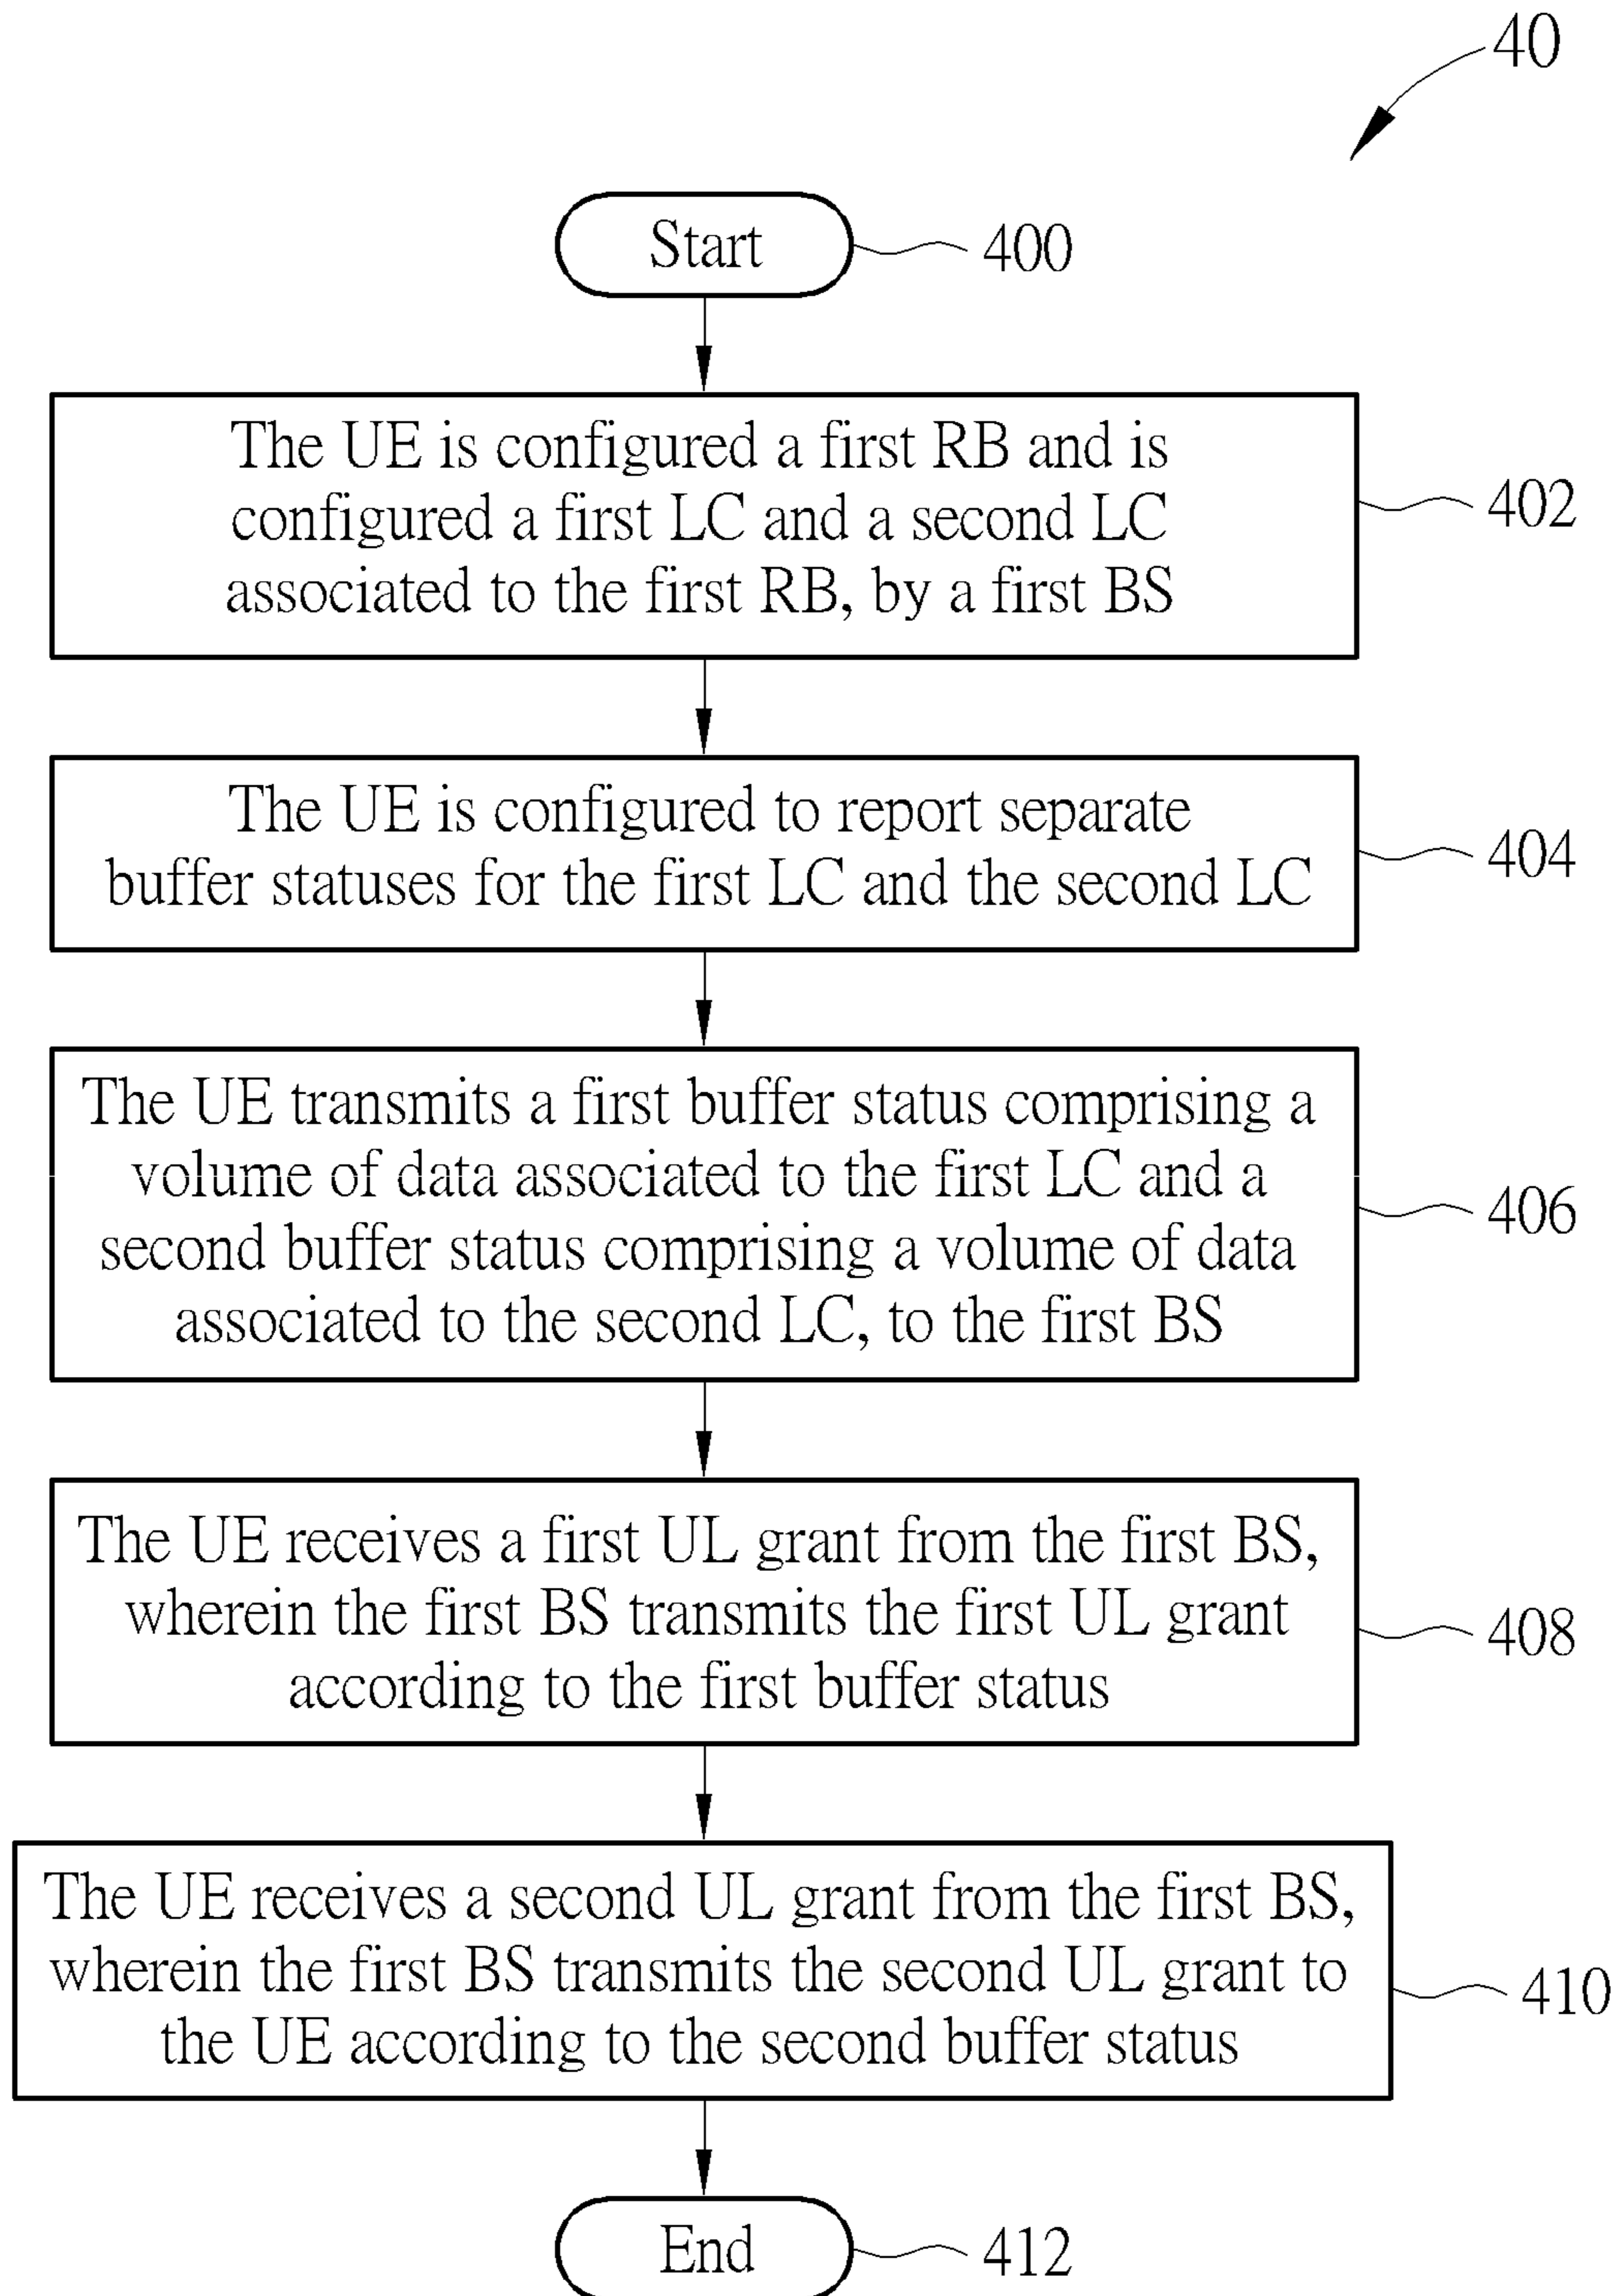 40
Start
400
The UE is configured a first RB and is
configured a first LC and a second LC
associated to the first RB, by a first BS
402
The UE is configured to report separate
buffer statuses for the first LC and the second LC
404
The UE transmits a first buffer status comprising a
volume of data associated to the first LC and a
second buffer status comprising a volume of data
associated to the second LC, to the first BS
406
The UE receives a first UL grant from the first BS,
wherein the first BS transmits the first UL grant
according to the first buffer status
408
The UE receives a second UL grant from the first BS,
wherein the first BS transmits the second UL grant to
the UE according to the second buffer status
410
End
412